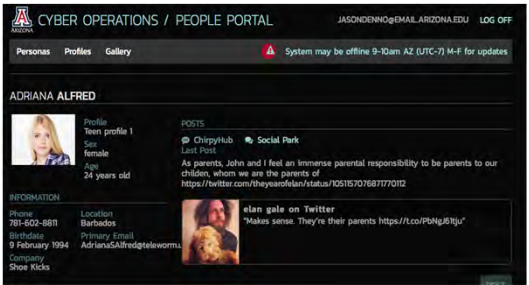 ARIZONA
CYBER OPERATIONS / PEOPLE PORTAL
JASONDENNO@EMAIL.ARIZONA.EDU LOG OFF
Personas Profiles Gallery
System may be offline 9-10am AZ (UTC-7) M-F for updates
ADRIANA ALFRED
Profile
Teen profile 1
Sex
female
Age
24 years old
INFORMATION
Phone
781-602-8811
Location
Barbados
Birthdate
9 February 1994
Primary Email
AdrianaSAlfred@telewormu
Company
Shoe Kicks
POSTS
ChirpyHub Social Park
Last Post
As parents, John and I feel an immense parental responsibility to be parents to our
childen, whom we are the parents of
https://twitter.com/theyearofelan/status/1051157076871770112
elan gale on Twitter
"Makes sense. They're their parents https://t.co/PbNgJ61tju"